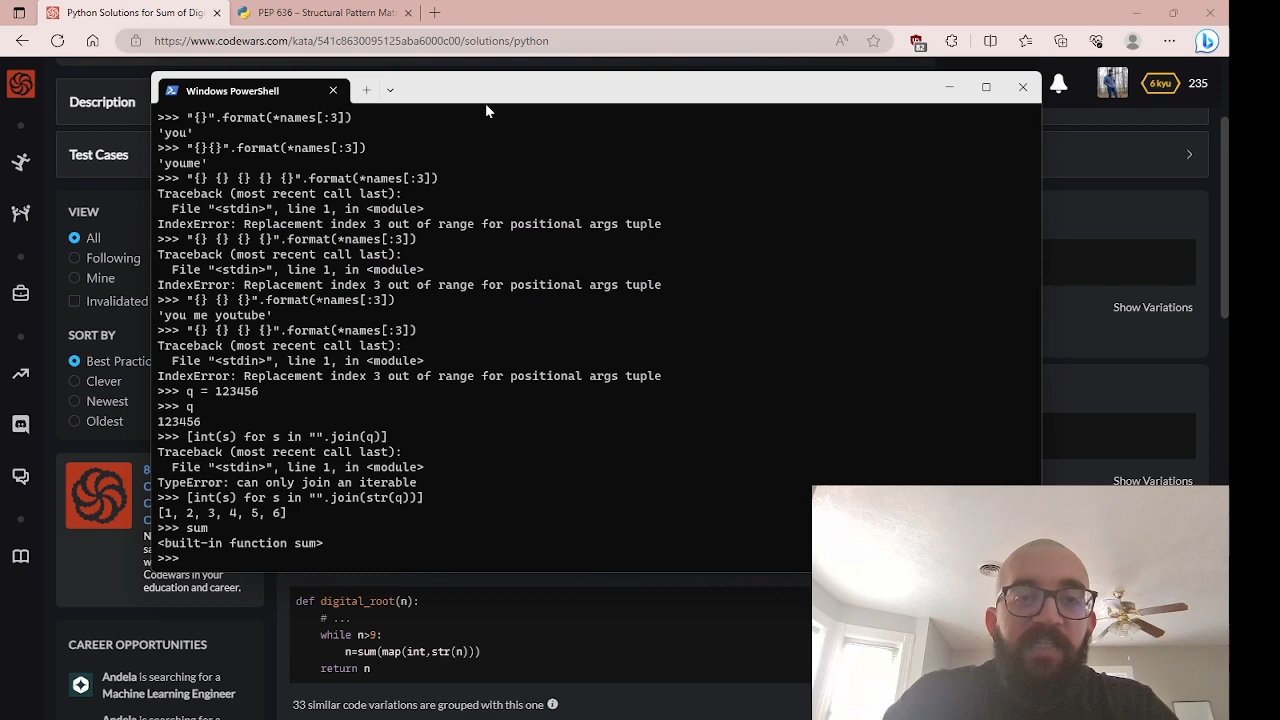 Python Solutions for Sum of Dig
PEP 636 – Structural Pattern Mat
https://www.codewars.com/kata/541c8630095125aba6000c00/solutions/python
82
6 kyu
235
Description
Test Cases
VIEW
All
Following
Mine
Invalidated
SORT BY
Best Practic
Clever
Newest
Oldest
Windows PowerShell
>>> "{}".format(*names[:3])
'you'
>>> "{}{}".format(*names[:3])
'youme'
>>> "{} {} {} {} {}".format(*names[:3])
Traceback (most recent call last):
  File "<stdin>", line 1, in <module>
IndexError: Replacement index 3 out of range for positional args tuple
>>> "{} {} {} {}".format(*names[:3])
Traceback (most recent call last):
  File "<stdin>", line 1, in <module>
IndexError: Replacement index 3 out of range for positional args tuple
>>> "{} {} {}".format(*names[:3])
'you me youtube'
>>> "{} {} {} {}".format(*names[:3])
Traceback (most recent call last):
  File "<stdin>", line 1, in <module>
IndexError: Replacement index 3 out of range for positional args tuple
>>> q = 123456
>>> q
123456
>>> [int(s) for s in "".join(q)]
Traceback (most recent call last):
  File "<stdin>", line 1, in <module>
TypeError: can only join an iterable
>>> [int(s) for s in "".join(str(q))]
[1, 2, 3, 4, 5, 6]
>>> sum
<built-in function sum>
>>>
Show Variations
Show Variations
Codewars in your
education and career.
CAREER OPPORTUNITIES
Andela is searching for a
Machine Learning Engineer
Andela is searching for a
def digital_root(n):
    # ...
    while n>9:
        n=sum(map(int,str(n)))
    return n
33 similar code variations are grouped with this one